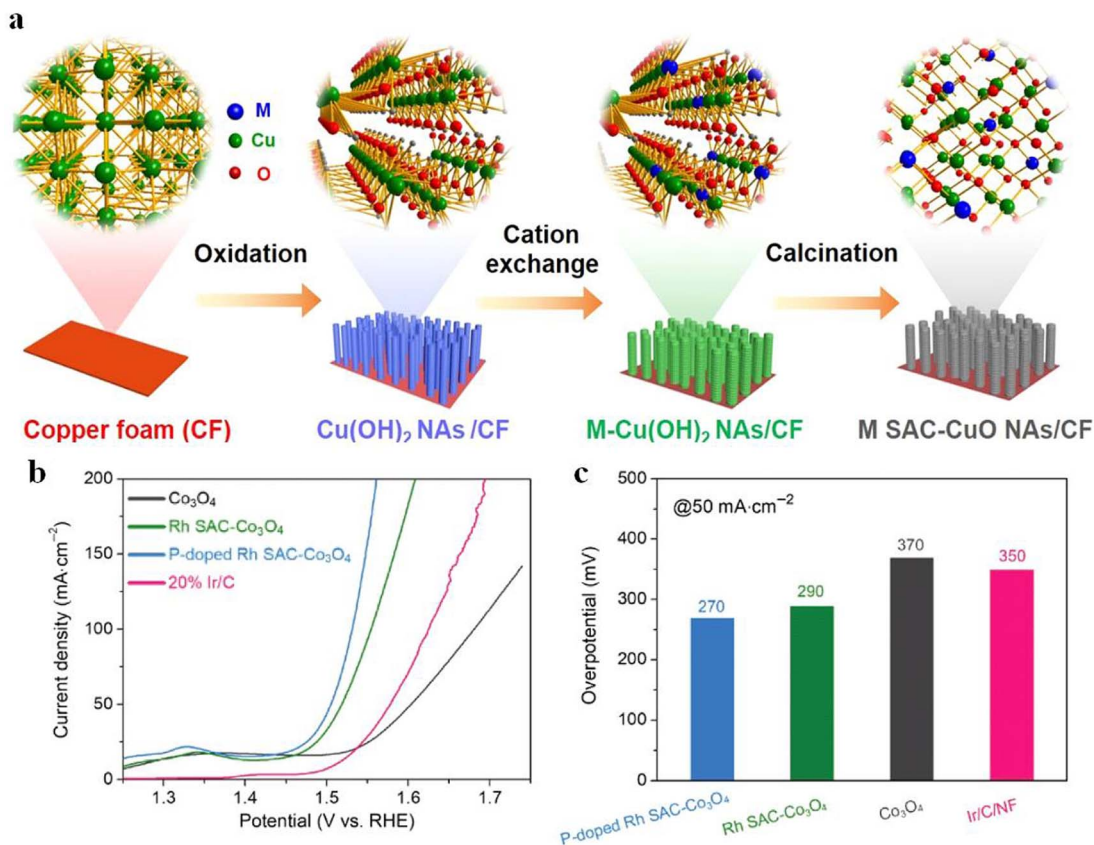 a
M
Cu
O
Oxidation
Cation
exchange
Calcination
Copper foam (CF)
Cu(OH)₂ NAs /CF
M-Cu(OH)₂ NAs/CF
M SAC-CuO NAs/CF
b
200
150
100
50
0
Current density (mA·cm⁻²)
Co₃O₄
Rh SAC-Co₃O₄
P-doped Rh SAC-Co₃O₄
20% Ir/C
1.3 1.4 1.5 1.6 1.7
Potential (V vs. RHE)
c
500
400
300
200
100
0
Overpotential (mV)
@50 mA·cm⁻²
270 290 370 350
P-doped Rh SAC-Co₃O₄
Rh SAC-Co₃O₄
Co₃O₄
Ir/C/NF